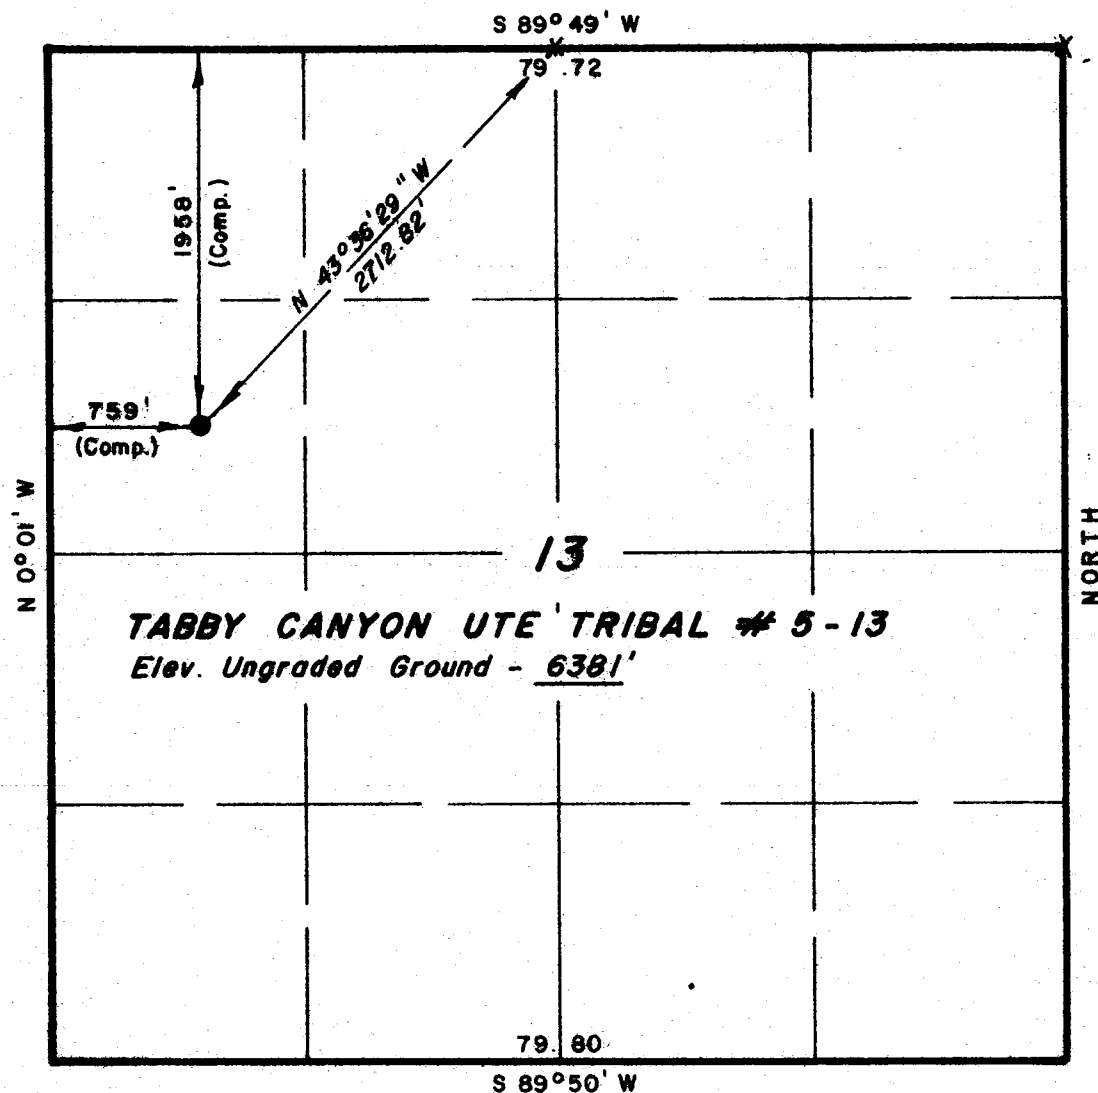 S 89° 49' W
79 .72
1958'
(Comp.)
N 43° 36' 29" W
2712.82'
759'
(Comp.)
N 0° 01' W
NORTH
13
TABBY CANYON UTE TRIBAL # 5-13
Elev. Ungraded Ground - 6381'
79.80
S 89° 50' W